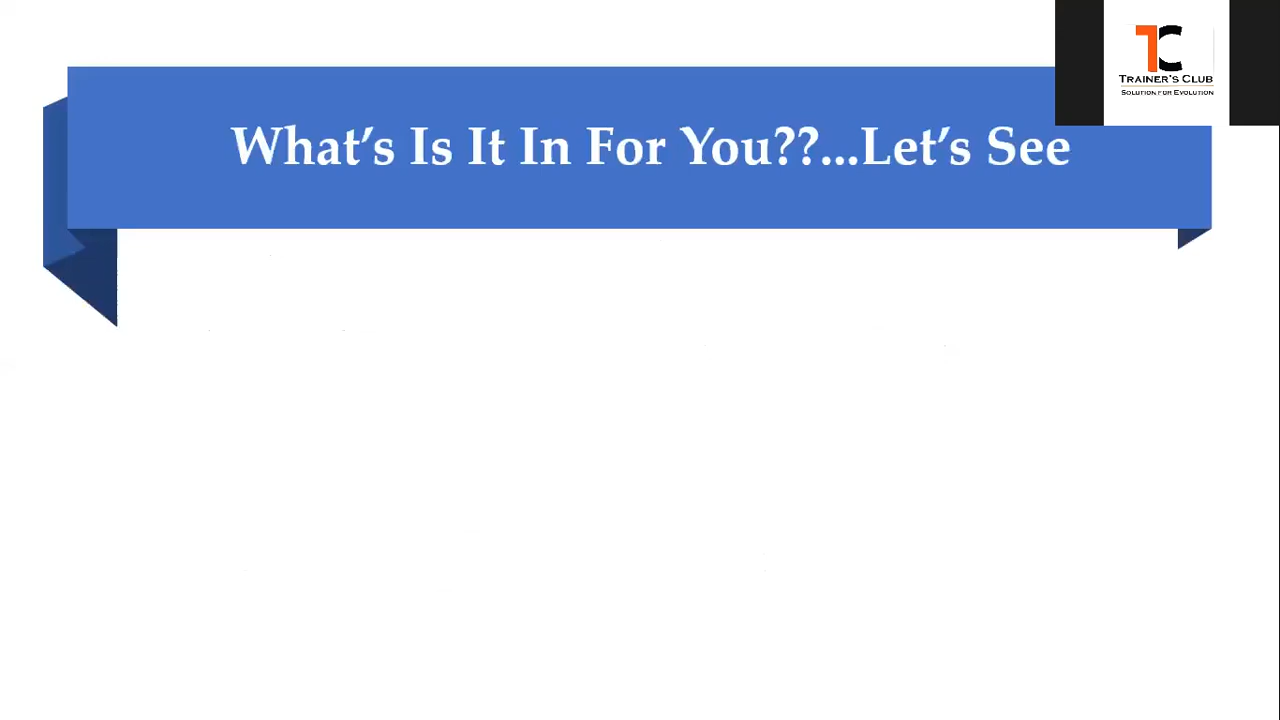 What's Is It In For You??...Let's See
TC
TRAINER'S CLUB
SOLUTION FOR EVOLUTION